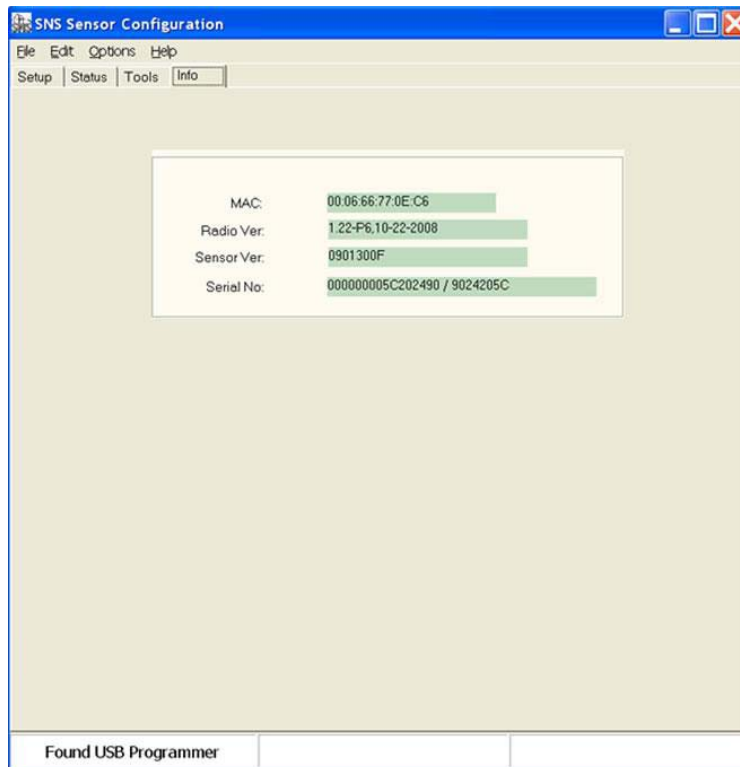 SNS Sensor Configuration
File Edit Options Help
Setup Status Tools Info
MAC: 00:06:66:77:0E:C6
Radio Ver: 1.22-P6,10-22-2008
Sensor Ver: 0901300F
Serial No: 000000005C202490 / 9024205C
Found USB Programmer